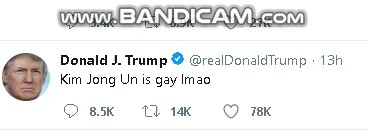 www.BANDICAM.com
Donald J. Trump @realDonaldTrump · 13h
Kim Jong Un is gay lmao
8.5K 14K 78K